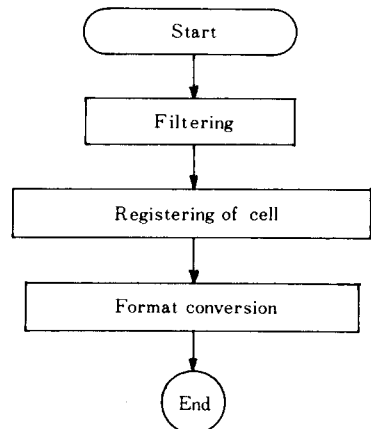 Start
Filtering
Registering of cell
Format conversion
End